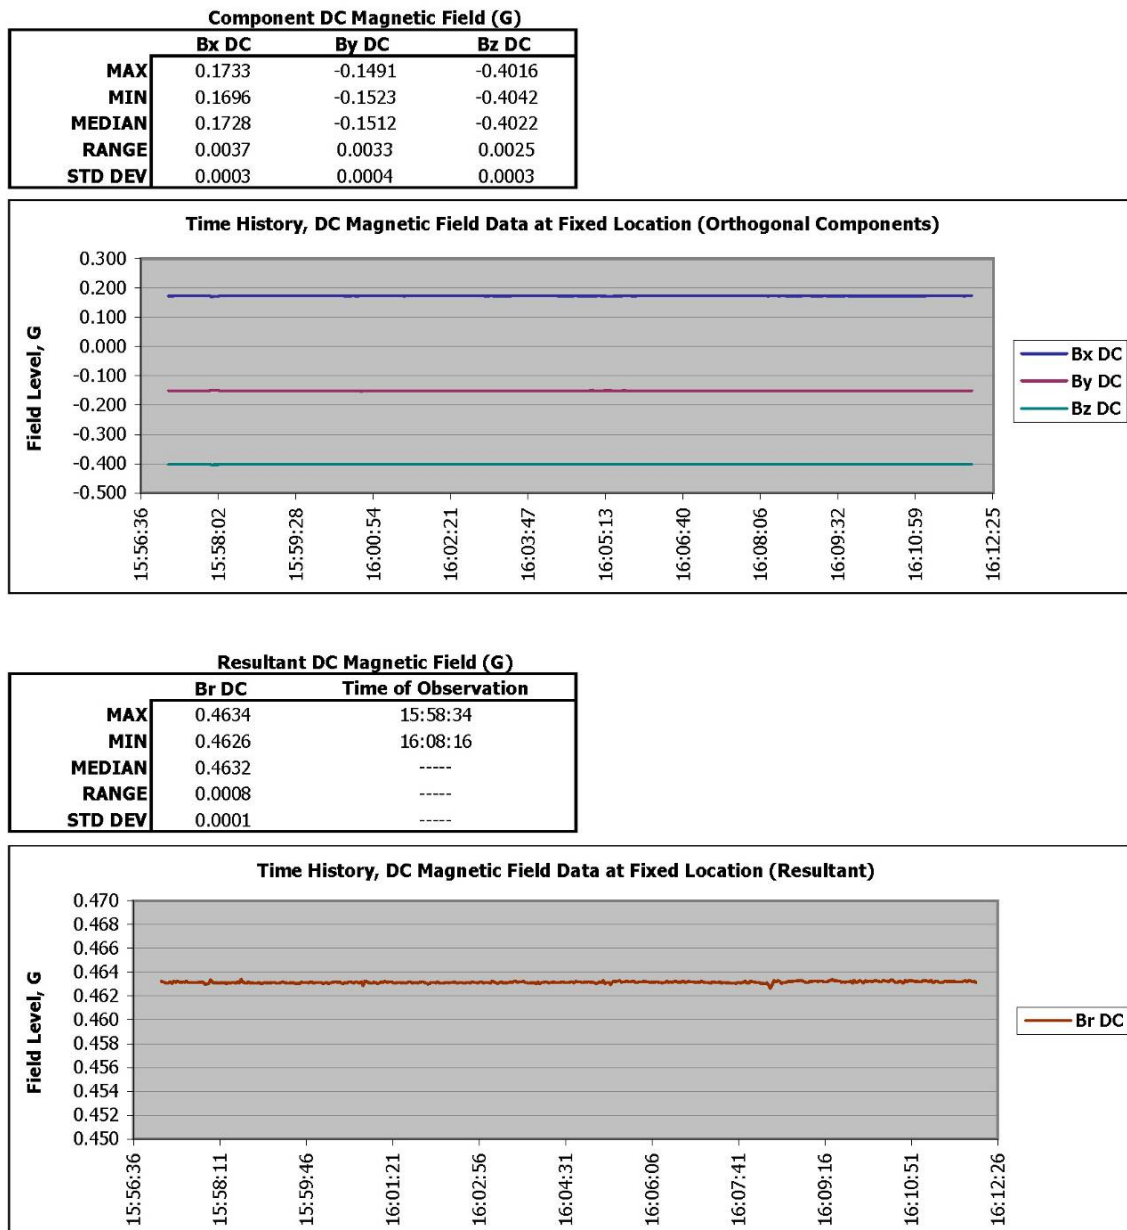 Component DC Magnetic Field (G)
Bx DC By DC Bz DC
MAX 0.1733 -0.1491 -0.4016
MIN 0.1696 -0.1523 -0.4042
MEDIAN 0.1728 -0.1512 -0.4022
RANGE 0.0037 0.0033 0.0025
STD DEV 0.0003 0.0004 0.0003
Time History, DC Magnetic Field Data at Fixed Location (Orthogonal Components)
Field Level, G
0.300
0.200
0.100
0.000
-0.100
-0.200
-0.300
-0.400
-0.500
15:56:36 15:58:02 15:59:28 16:00:54 16:02:21 16:03:47 16:05:13 16:06:40 16:08:06 16:09:32 16:10:59 16:12:25
Bx DC
By DC
Bz DC
Resultant DC Magnetic Field (G)
Br DC Time of Observation
MAX 0.4634 15:58:34
MIN 0.4626 16:08:16
MEDIAN 0.4632 -----
RANGE 0.0008 -----
STD DEV 0.0001 -----
Time History, DC Magnetic Field Data at Fixed Location (Resultant)
Field Level, G
0.470
0.468
0.466
0.464
0.462
0.460
0.458
0.456
0.454
0.452
0.450
15:56:36 15:58:11 15:59:46 16:01:21 16:02:56 16:04:31 16:06:06 16:07:41 16:09:16 16:10:51 16:12:26
Br DC